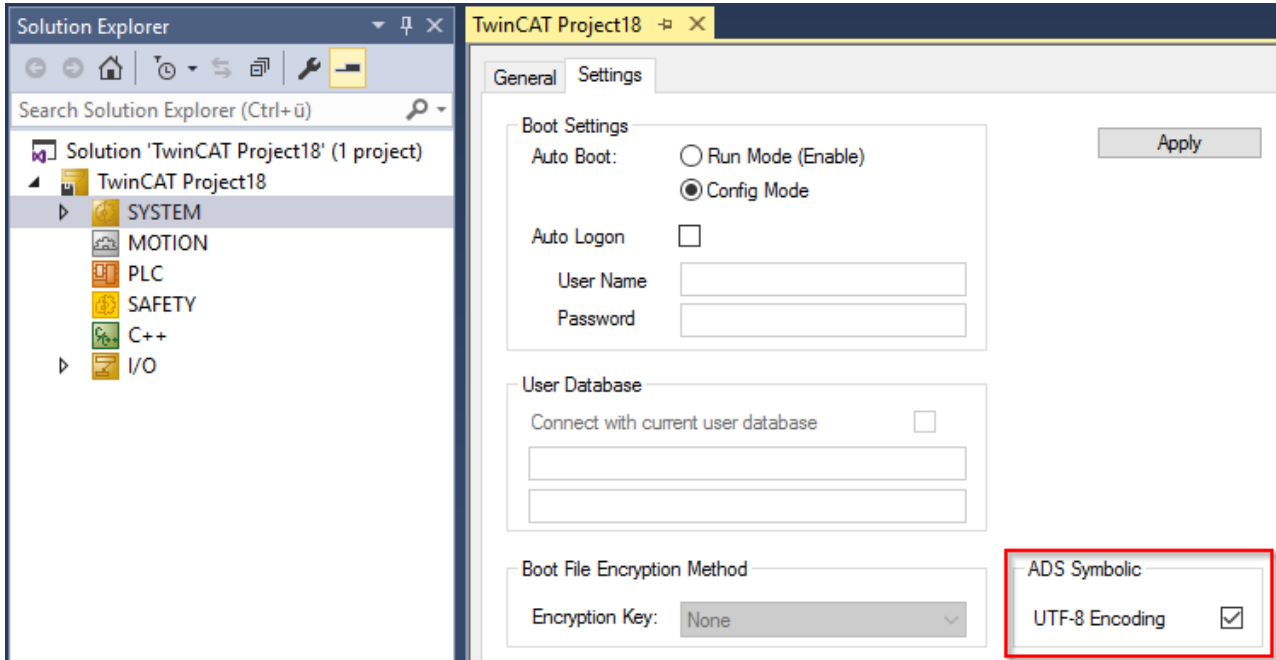 Solution Explorer
Search Solution Explorer (Ctrl+ü)
Solution 'TwinCAT Project18' (1 project)
TwinCAT Project18
SYSTEM
MOTION
PLC
SAFETY
C++
I/O
TwinCAT Project18
General Settings
Boot Settings
Auto Boot: Run Mode (Enable)
Config Mode
Apply
Auto Logon
User Name
Password
User Database
Connect with current user database
Boot File Encryption Method
Encryption Key: None
ADS Symbolic
UTF-8 Encoding